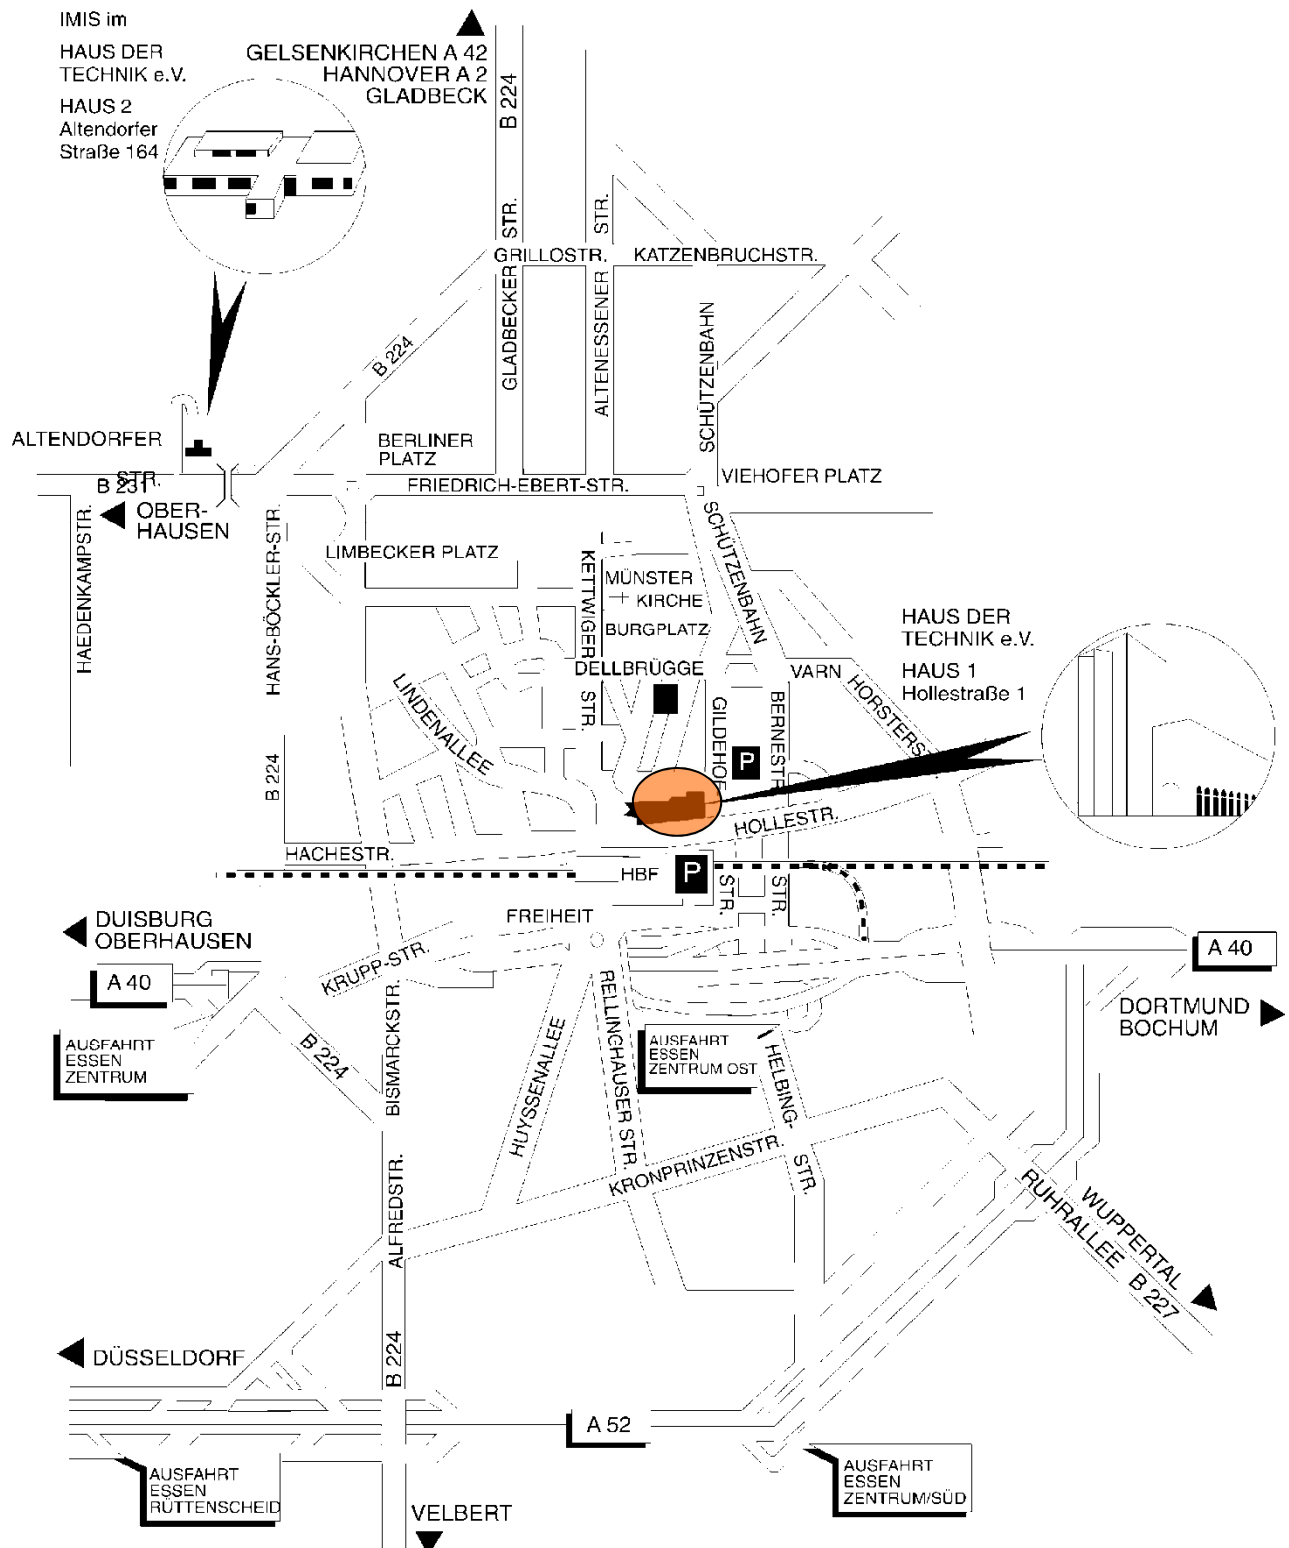 IMIS im
HAUS DER
TECHNIK e.V.
HAUS 2
Altendorfer
Straße 164
GELSENKIRCHEN A 42
HANNOVER A 2
GLADBECK
B 224
GLADBECKER STR.
ALTENESSENER STR.
GRILLOSTR.
KATZENBRUCHSTR.
SCHÜTZENBAHN
B 224
ALTENDORFER
STR.
B 231
OBER-
HAUSEN
BERLINER
PLATZ
FRIEDRICH-EBERT-STR.
VIEHOFER PLATZ
HAEDENKAMPSTR.
HANS-BÖCKLER-STR.
B 224
LIMBECKER PLATZ
KETTWIGER STR.
MÜNSTER
KIRCHE
BURGPLATZ
SCHÜTZENBAHN
DELLBRÜGGE
VARN
HORSTERSTR
HAUS DER
TECHNIK e.V.
HAUS 1
Hollestraße 1
LINDENALLEE
GILDEHOF
BERNESTR
P
HOLLESTR.
HACHESTR.
HBF
P
STR.
STR.
FREIHEIT
DUISBURG
OBERHAUSEN
A 40
KRUPP-STR.
A 40
DORTMUND
BOCHUM
AUSFAHRT
ESSEN
ZENTRUM
B 224
BISMARCKSTR.
HUYSSENALLEE
RELLINGHAUSER STR.
AUSFAHRT
ESSEN
ZENTRUM OST
HELBING-
STR.
KRONPRINZENSTR.
ALFREDSTR.
WUPPERTAL
RUHRALLEE B 227
DÜSSELDORF
B 224
A 52
AUSFAHRT
ESSEN
RÜTTENSCHEID
AUSFAHRT
ESSEN
ZENTRUM/SÜD
VELBERT